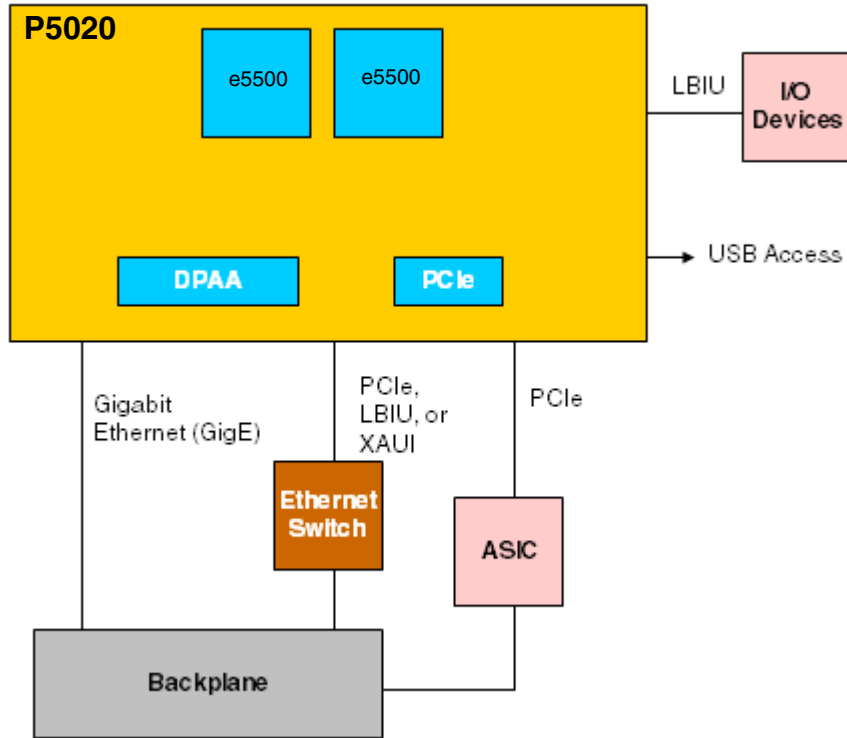 P5020
e5500
e5500
LBIU
I/O
Devices
DPAA
PCIe
USB Access
Gigabit
Ethernet (GigE)
PCIe,
LBIU, or
XAUI
PCIe
Ethernet
Switch
ASIC
Backplane